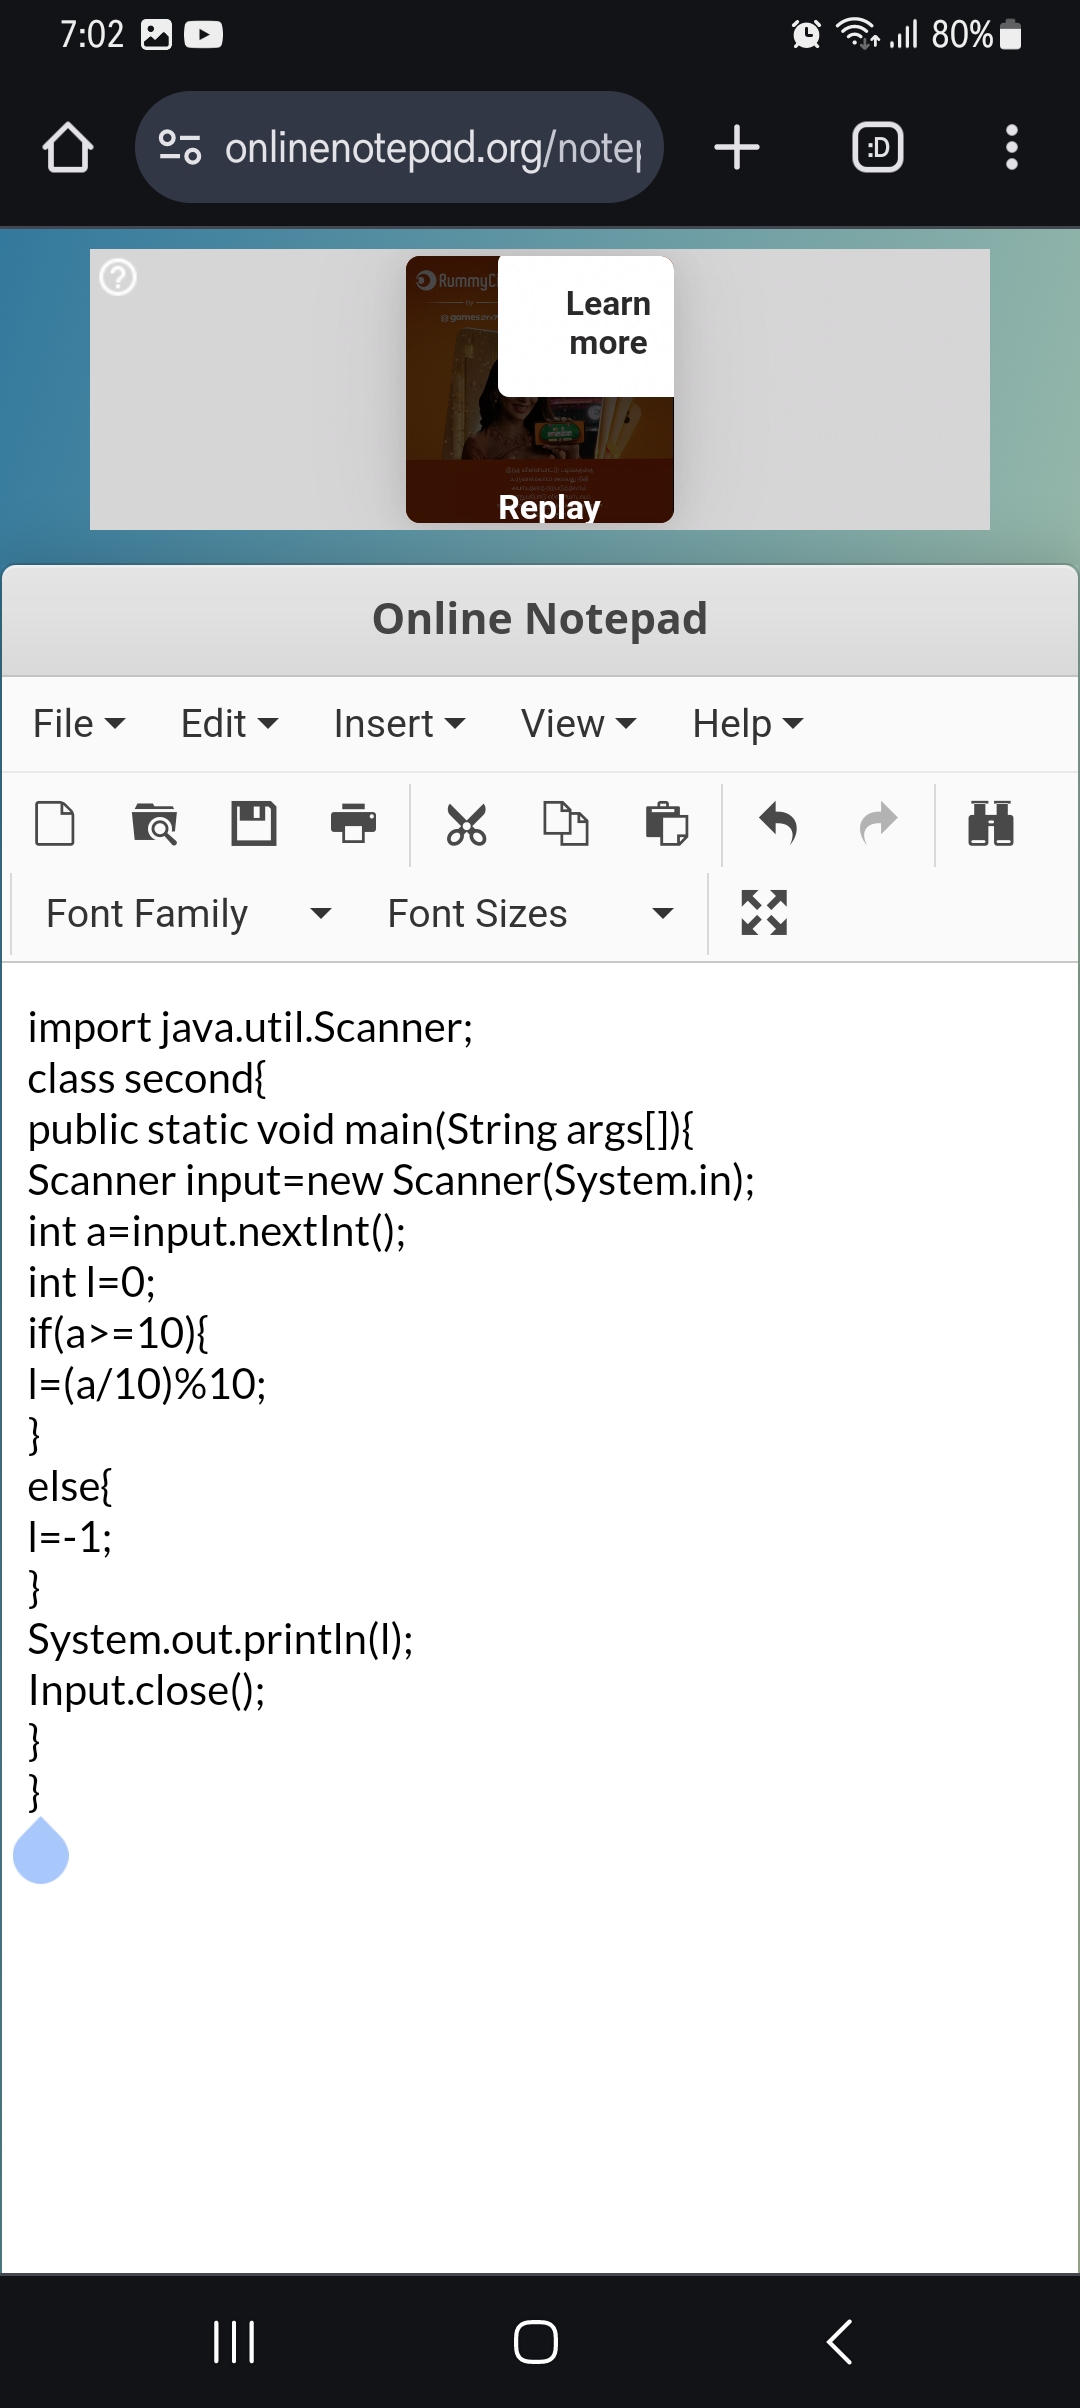 7:02
80%
onlinenotepad.org/note
:D
RummyC
by
Learn
more
Replay
Online Notepad
File Edit Insert View Help
Font Family Font Sizes
import java.util.Scanner;
class second{
public static void main(String args[]){
Scanner input=new Scanner(System.in);
int a=input.nextInt();
int l=0;
if(a>=10){
l=(a/10)%10;
}
else{
l=-1;
}
System.out.println(l);
Input.close();
}
}